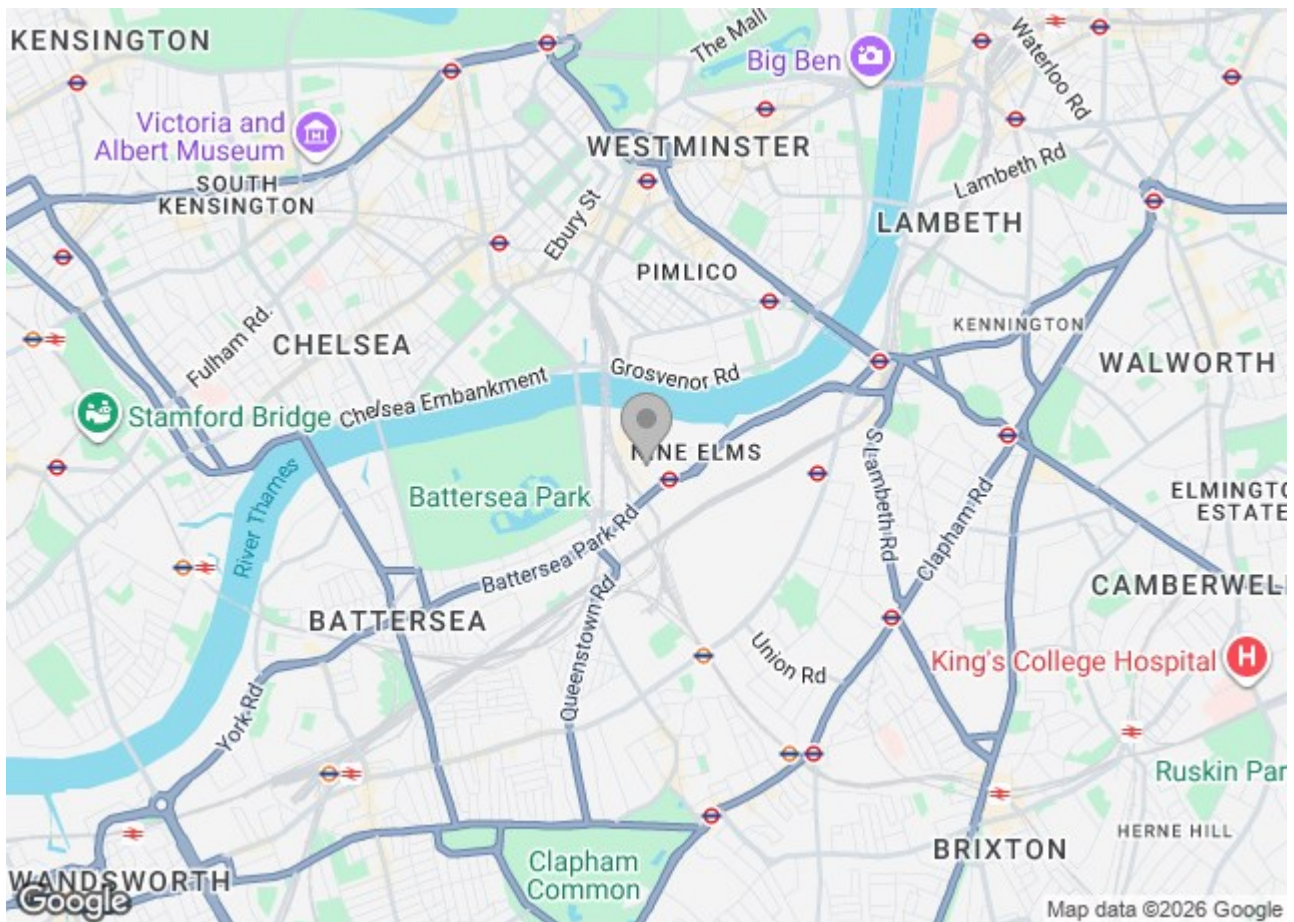 KENSINGTON
The Mall
Big Ben
Waterloo Rd
Victoria and
Albert Museum
WESTMINSTER
Lambeth Rd
SOUTH
KENSINGTON
Ebury St
LAMBETH
PIMLICO
Fulham Rd.
CHELSEA
KENNINGTON
WALWORTH
Grosvenor Rd
Chelsea Embankment
Stamford Bridge
NINE ELMS
S Lambeth Rd
Clapham Rd
River Thames
Battersea Park
ELMINGTO
ESTATE
Battersea Park Rd
CAMBERWELL
BATTERSEA
Queenstown Rd
Union Rd
King's College Hospital
H
York Rd
Ruskin Par
HERNE HILL
BRIXTON
Clapham
Common
WANDSWORTH
Google
Map data ©2026 Google